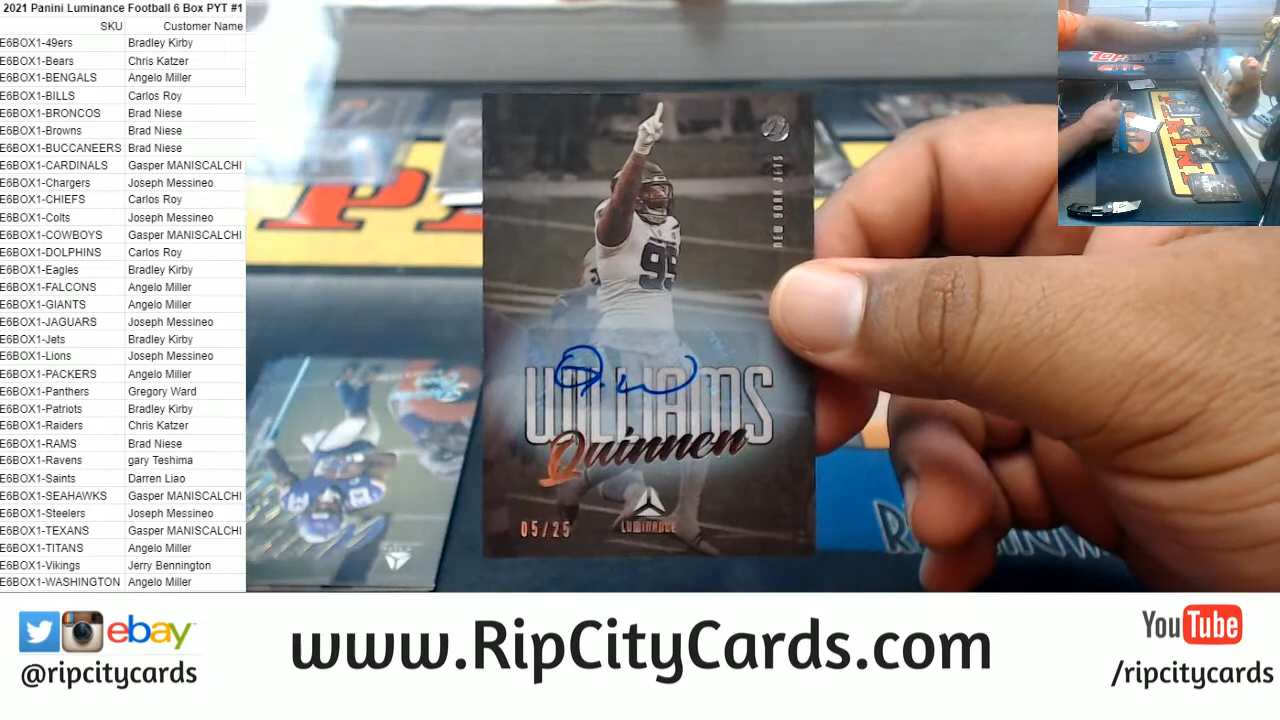 2021 Panini Luminance Football 6 Box PYT #1
SKU Customer Name
E6BOX1-49ers Bradley Kirby
E6BOX1-Bears Chris Katzer
E6BOX1-BENGALS Angelo Miller
E6BOX1-BILLS Carlos Roy
E6BOX1-BRONCOS Brad Niese
E6BOX1-Browns Brad Niese
E6BOX1-BUCCANEERS Brad Niese
E6BOX1-CARDINALS Gasper MANISCALCHI
E6BOX1-Chargers Joseph Messineo
E6BOX1-CHIEFS Carlos Roy
E6BOX1-Colts Joseph Messineo
E6BOX1-COWBOYS Gasper MANISCALCHI
E6BOX1-DOLPHINS Carlos Roy
E6BOX1-Eagles Bradley Kirby
E6BOX1-FALCONS Angelo Miller
E6BOX1-GIANTS Angelo Miller
E6BOX1-JAGUARS Joseph Messineo
E6BOX1-Jets Bradley Kirby
E6BOX1-Lions Joseph Messineo
E6BOX1-PACKERS Angelo Miller
E6BOX1-Panthers Gregory Ward
E6BOX1-Patriots Bradley Kirby
E6BOX1-Raiders Chris Katzer
E6BOX1-RAMS Brad Niese
E6BOX1-Ravens gary Teshima
E6BOX1-Saints Darren Liao
E6BOX1-SEAHAWKS Gasper MANISCALCHI
E6BOX1-Steelers Joseph Messineo
E6BOX1-TEXANS Gasper MANISCALCHI
E6BOX1-TITANS Angelo Miller
E6BOX1-Vikings Jerry Bennington
E6BOX1-WASHINGTON Angelo Miller
NEW YORK JETS
95
WILLIAMS
Quinnen
05/25
LUMINANCE
PANINI
ebay
@ripcitycards
www.RipCityCards.com
YouTube
/ripcitycards